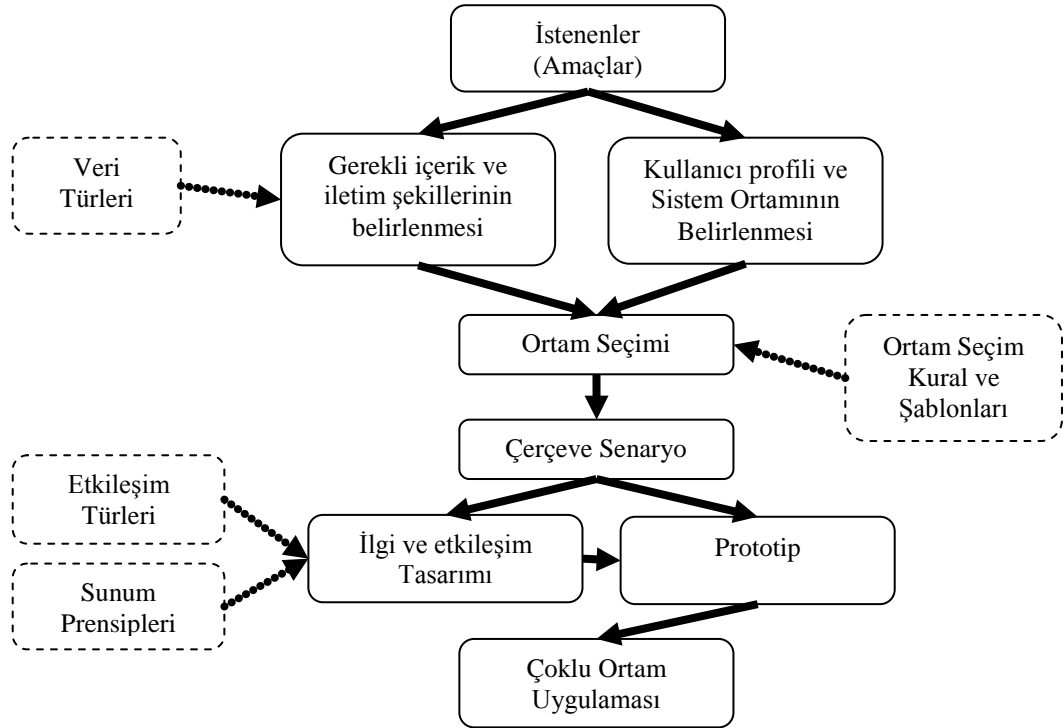 İstenenler
(Amaçlar)
Veri
Türleri
Gerekli içerik ve
iletim şekillerinin
belirlenmesi
Kullanıcı profili ve
Sistem Ortamının
Belirlenmesi
Ortam Seçimi
Ortam Seçim
Kural ve
Şablonları
Çerçeve Senaryo
Etkileşim
Türleri
İlgi ve etkileşim
Tasarımı
Prototip
Sunum
Prensipleri
Çoklu Ortam
Uygulaması